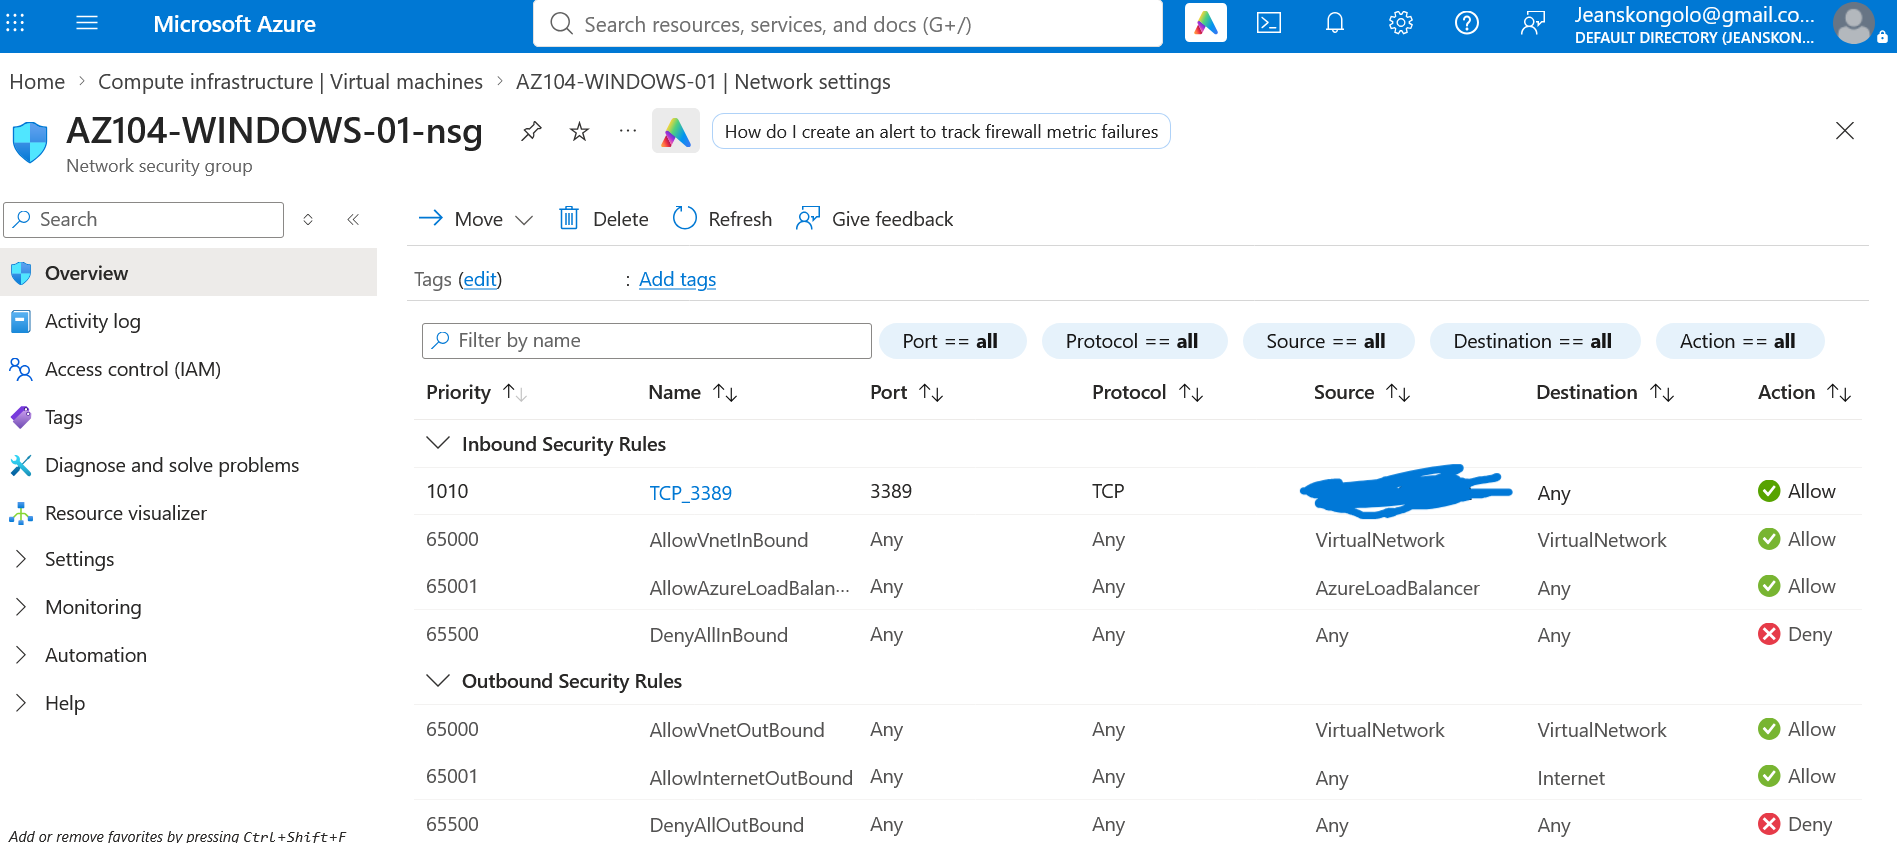 Microsoft Azure
Search resources, services, and docs (G+/)
Jeanskongolo@gmail.co...
DEFAULT DIRECTORY (JEANSKON...
Home > Compute infrastructure | Virtual machines > AZ104-WINDOWS-01 | Network settings
AZ104-WINDOWS-01-nsg
How do I create an alert to track firewall metric failures
Network security group
Search
Move
Delete
Refresh
Give feedback
Overview
Activity log
Access control (IAM)
Tags
Diagnose and solve problems
Resource visualizer
Settings
Monitoring
Automation
Help
Add or remove favorites by pressing Ctrl+Shift+F
Tags (edit) : Add tags
Filter by name
Port == all
Protocol == all
Source == all
Destination == all
Action == all
Priority Name Port Protocol Source Destination Action
Inbound Security Rules
1010 TCP_3389 3389 TCP Any Allow
65000 AllowVnetInBound Any Any VirtualNetwork VirtualNetwork Allow
65001 AllowAzureLoadBalan... Any Any AzureLoadBalancer Any Allow
65500 DenyAllInBound Any Any Any Any Deny
Outbound Security Rules
65000 AllowVnetOutBound Any Any VirtualNetwork VirtualNetwork Allow
65001 AllowInternetOutBound Any Any Any Internet Allow
65500 DenyAllOutBound Any Any Any Any Deny